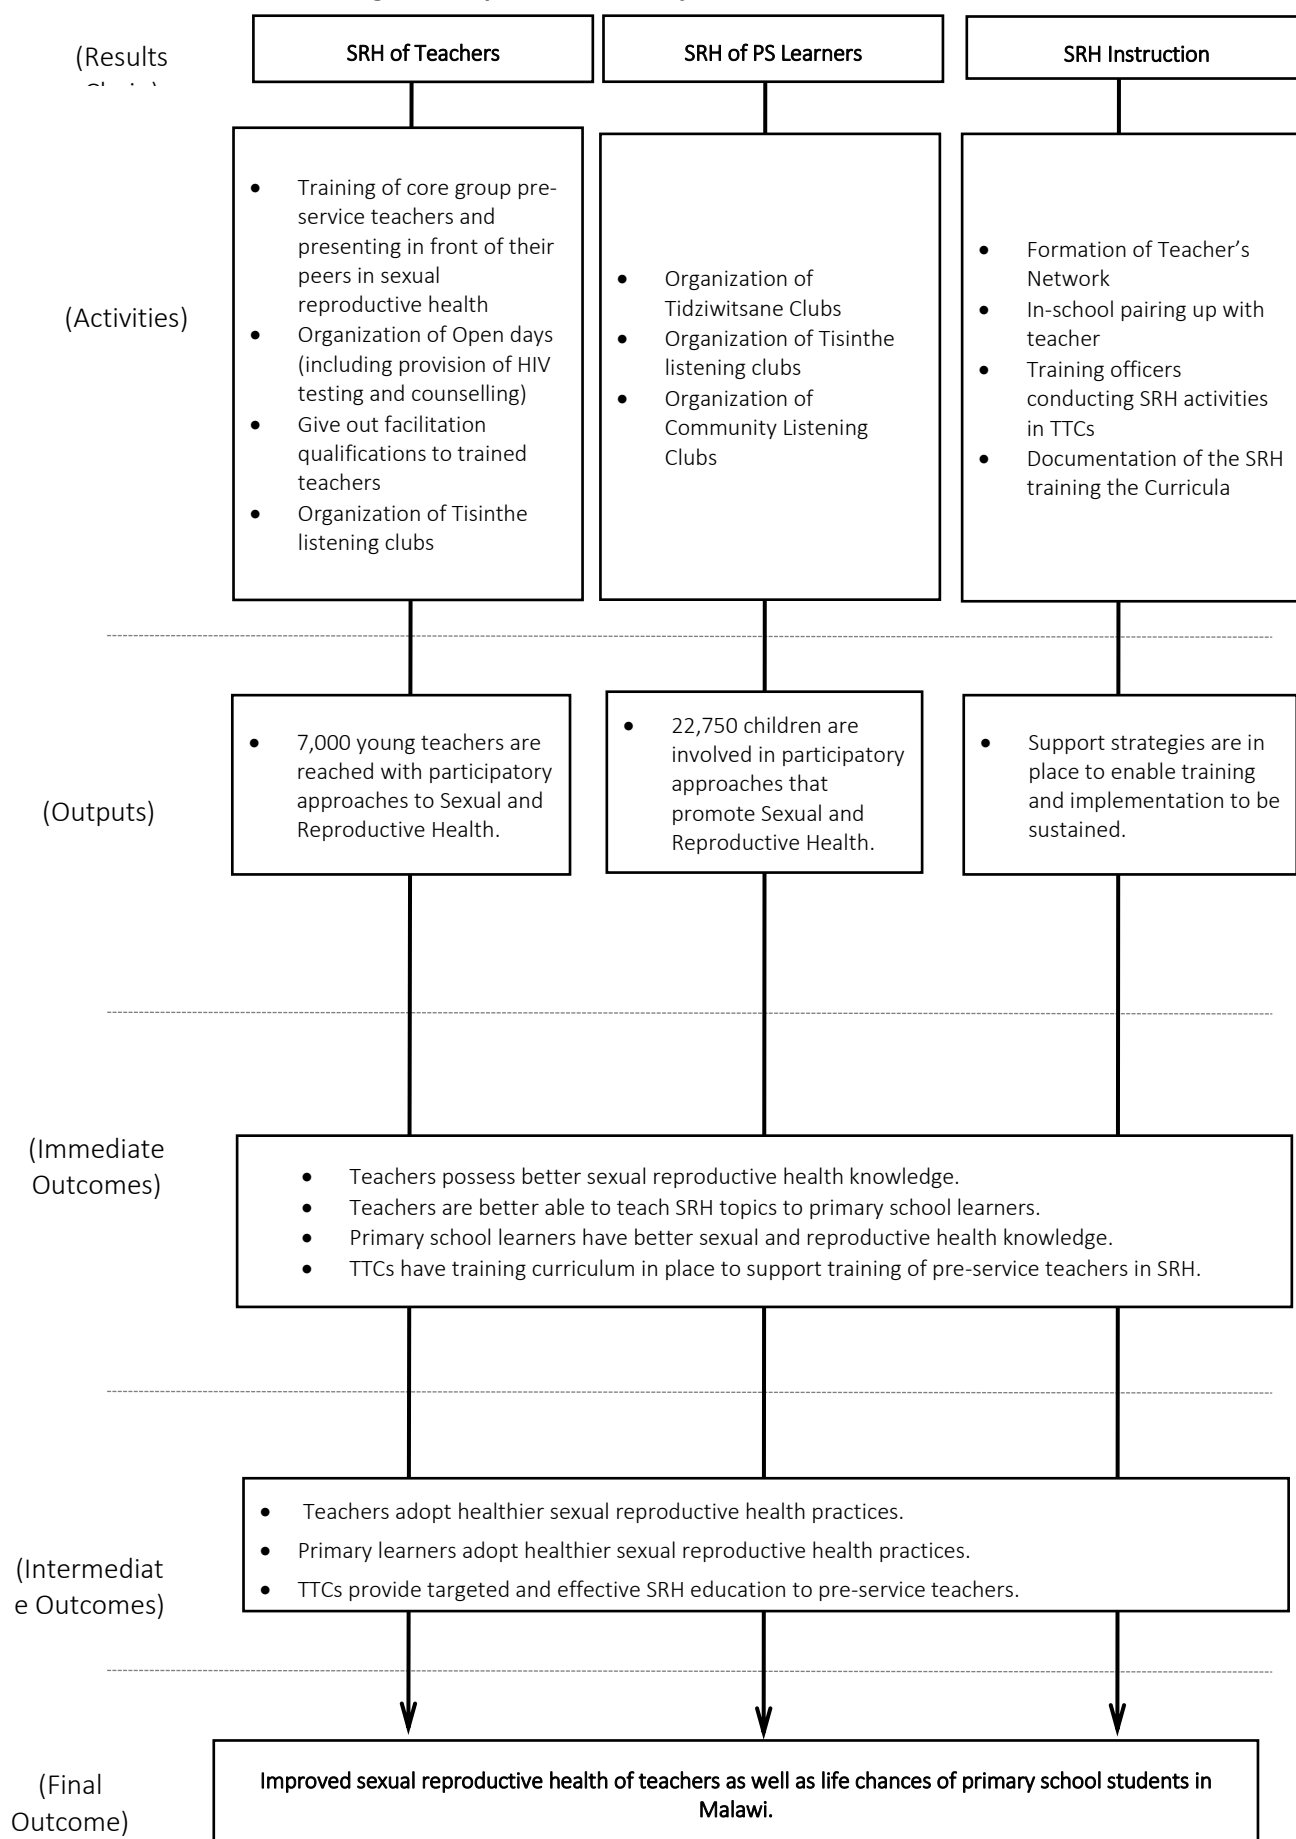 (Results
SRH of Teachers
SRH of PS Learners
SRH Instruction
(Activities)
• Training of core group pre-
service teachers and
presenting in front of their
peers in sexual
reproductive health
• Organization of Open days
(including provision of HIV
testing and counselling)
• Give out facilitation
qualifications to trained
teachers
• Organization of Tisinthe
listening clubs
• Organization of
Tidziwitsane Clubs
• Organization of Tisinthe
listening clubs
• Organization of
Community Listening
Clubs
• Formation of Teacher’s
Network
• In-school pairing up with
teacher
• Training officers
conducting SRH activities
in TTCs
• Documentation of the SRH
training the Curricula
(Outputs)
• 7,000 young teachers are
reached with participatory
approaches to Sexual and
Reproductive Health.
• 22,750 children are
involved in participatory
approaches that
promote Sexual and
Reproductive Health.
• Support strategies are in
place to enable training
and implementation to be
sustained.
(Immediate
Outcomes)
• Teachers possess better sexual reproductive health knowledge.
• Teachers are better able to teach SRH topics to primary school learners.
• Primary school learners have better sexual and reproductive health knowledge.
• TTCs have training curriculum in place to support training of pre-service teachers in SRH.
(Intermediat
e Outcomes)
• Teachers adopt healthier sexual reproductive health practices.
• Primary learners adopt healthier sexual reproductive health practices.
• TTCs provide targeted and effective SRH education to pre-service teachers.
(Final
Outcome)
Improved sexual reproductive health of teachers as well as life chances of primary school students in
Malawi.